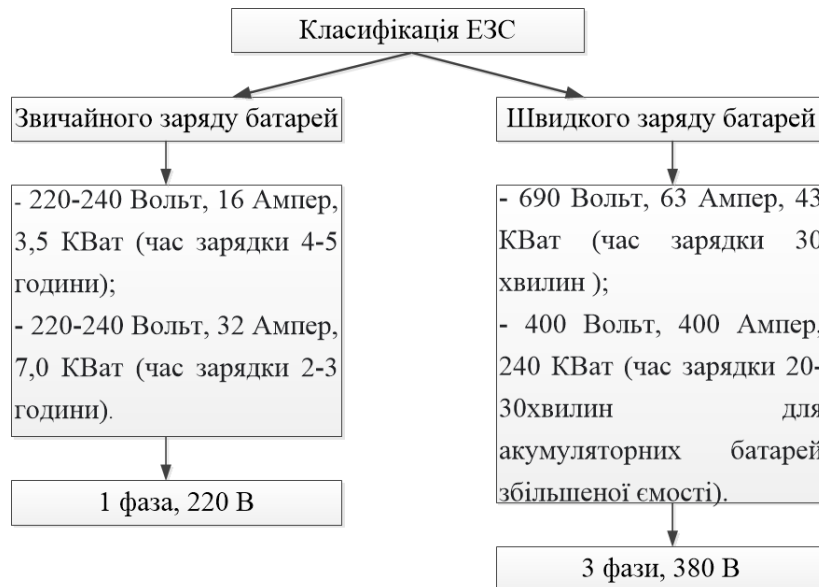 Класифікація ЕЗС
Звичайного заряду батарей
- 220-240 Вольт, 16 Ампер,
3,5 КВат (час зарядки 4-5
години);
- 220-240 Вольт, 32 Ампер,
7,0 КВат (час зарядки 2-3
години).
1 фаза, 220 В
Швидкого заряду батарей
- 690 Вольт, 63 Ампер, 43
КВат (час зарядки 30
хвилин );
- 400 Вольт, 400 Ампер,
240 КВат (час зарядки 20-
30хвилин для
акумуляторних батарей
збільшеної ємості).
3 фази, 380 В